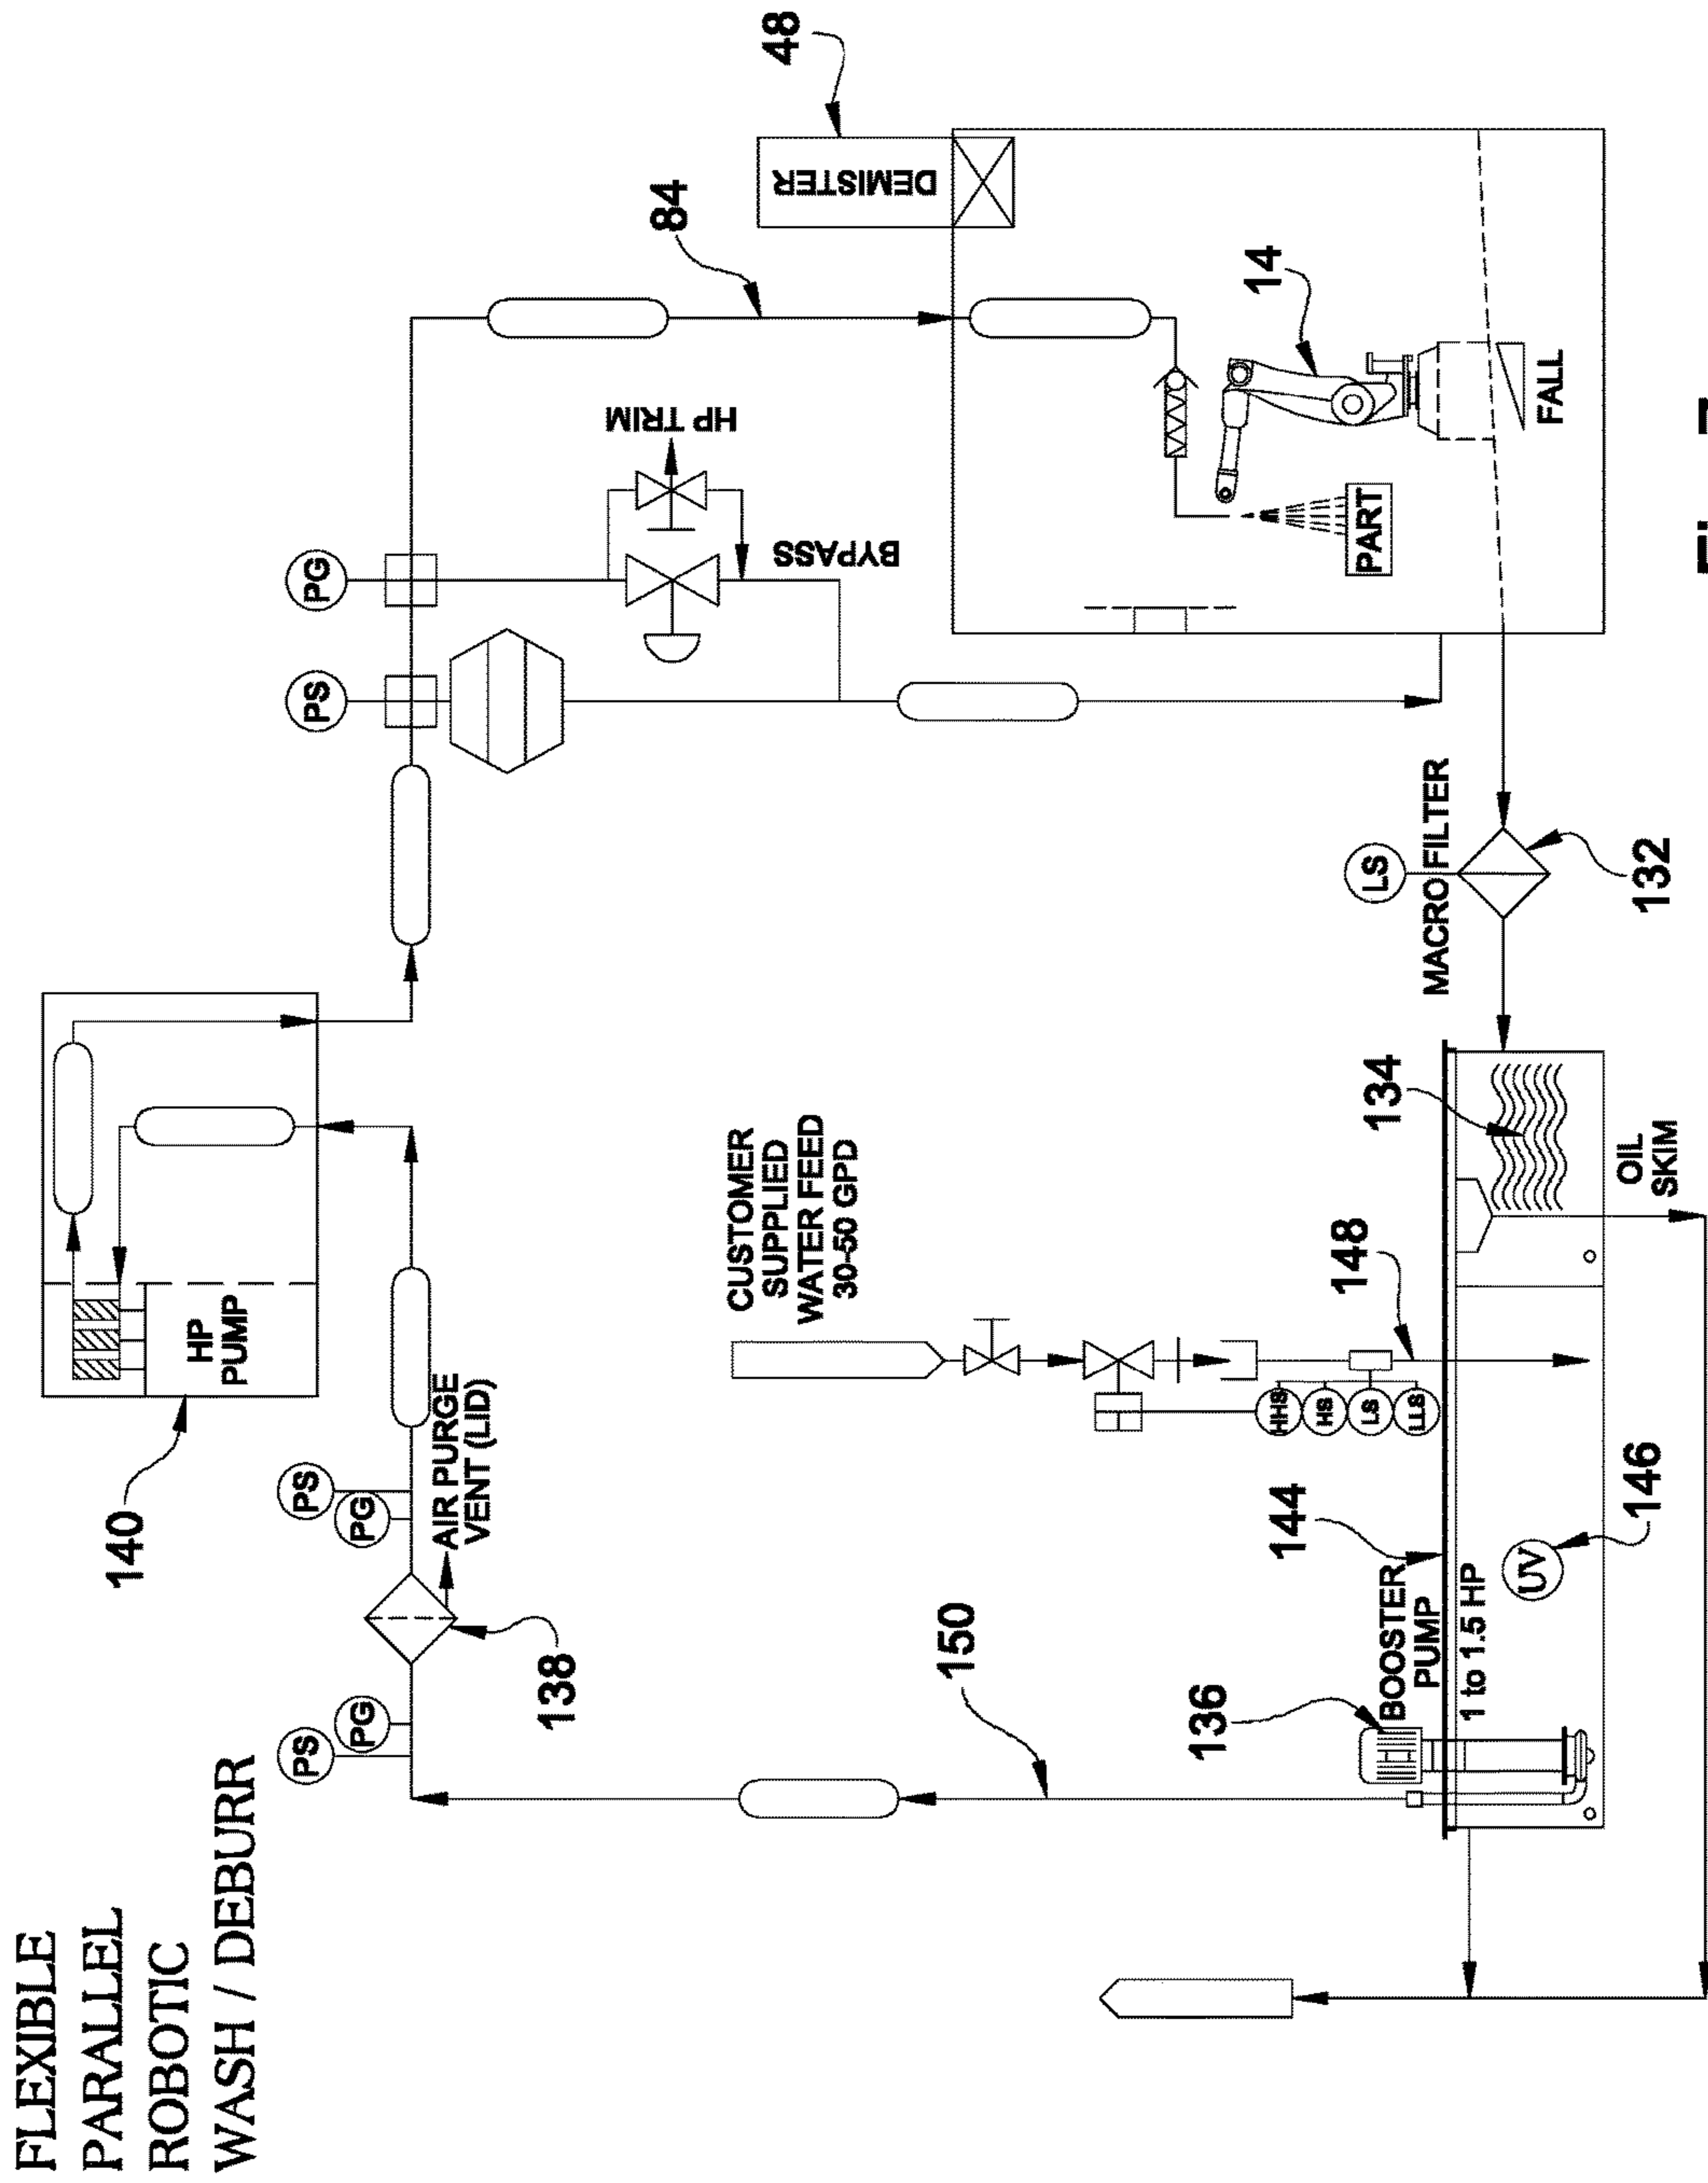 FLEXIBLE
PARALLEL
ROBOTIC
WASH / DEBURR
140
HP
PUMP
PS
PG
138
AIR PURGE
VENT (LID)
PS
PG
PS
PG
HP TRIM
BYPASS
84
DEMISTER
48
150
CUSTOMER
SUPPLIED
WATER FEED
30-50 GPD
HHS
HS
LS
LLS
148
14
PART
FALL
136
BOOSTER
PUMP
1 to 1.5 HP
144
UV
146
134
OIL
SKIM
LS
MACRO FILTER
132